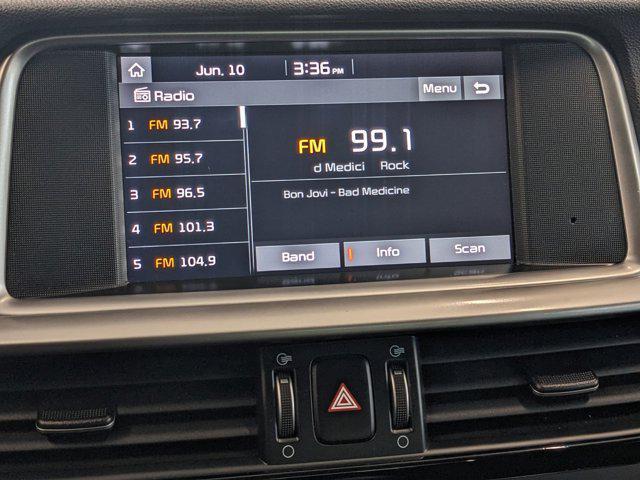 Jun. 10 3:36 PM
Radio Menu
1 FM 93.7
2 FM 95.7
3 FM 96.5
4 FM 101.3
5 FM 104.9
FM 99.1
d Medici Rock
Bon Jovi - Bad Medicine
Band Info Scan